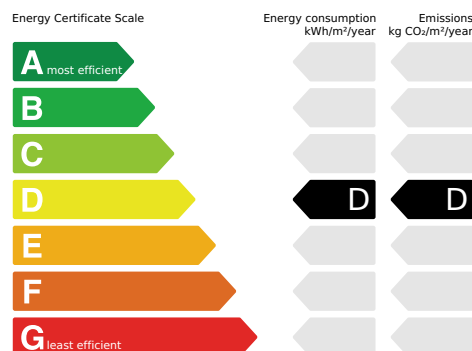 Energy Certificate Scale
Energy consumption
kWh/m²/year
Emissions
kg CO₂/m²/year
A most efficient
B
C
D
D
D
E
F
G least efficient